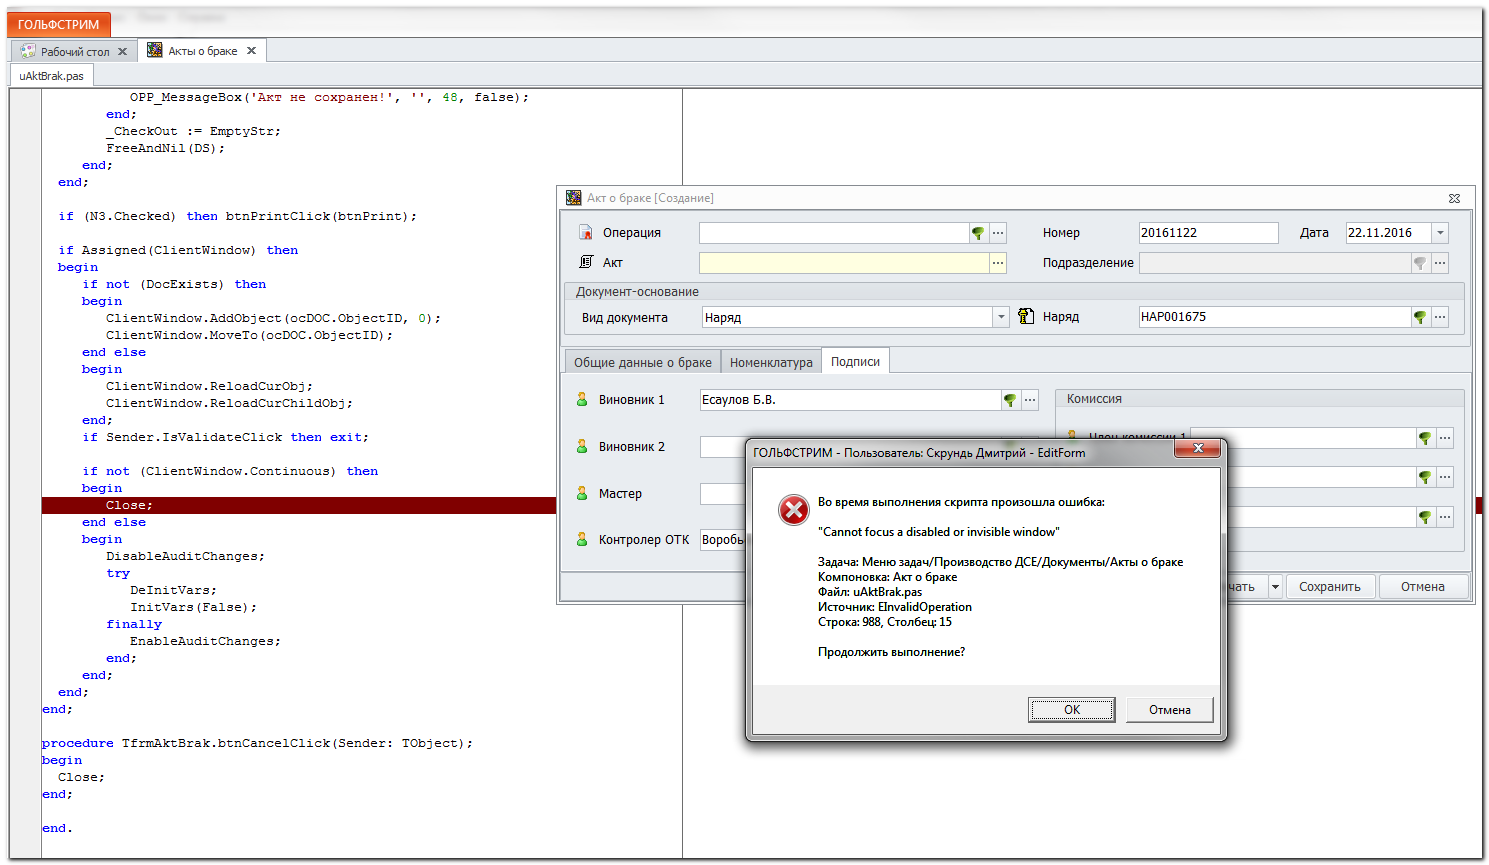 ГОЛЬФСТРИМ
Рабочий стол
Акты о браке
uAktBrak.pas
OPP_MessageBox('Акт не сохранен!', '', 48, false);
end;
_CheckOut := EmptyStr;
FreeAndNil(DS);
end;
end;
if (N3.Checked) then btnPrintClick(btnPrint);
if Assigned(ClientWindow) then
begin
if not (DocExists) then
begin
ClientWindow.AddObject(ocDOC.ObjectID, 0);
ClientWindow.MoveTo(ocDOC.ObjectID);
end else
begin
ClientWindow.ReloadCurObj;
ClientWindow.ReloadCurChildObj;
end;
if Sender.IsValidateClick then exit;
if not (ClientWindow.Continuous) then
begin
Close;
end else
begin
DisableAuditChanges;
try
DeInitVars;
InitVars(False);
finally
EnableAuditChanges;
end;
end;
end;
end;
procedure TfrmAktBrak.btnCancelClick(Sender: TObject);
begin
Close;
end;
end.
Акт о браке [Создание]
Операция
Номер 20161122 Дата 22.11.2016
Акт
Подразделение
Документ-основание
Вид документа Наряд
Наряд НАР001675
Общие данные о браке Номенклатура Подписи
Виновник 1 Есаулов Б.В.
Комиссия
Член комиссии 1
Виновник 2
Мастер
Контролер ОТК Воробь
чать Сохранить Отмена
ГОЛЬФСТРИМ - Пользователь: Скрундь Дмитрий - EditForm
Во время выполнения скрипта произошла ошибка:
"Cannot focus a disabled or invisible window"
Задача: Меню задач/Производство ДСЕ/Документы/Акты о браке
Компоновка: Акт о браке
Файл: uAktBrak.pas
Источник: EInvalidOperation
Строка: 988, Столбец: 15
Продолжить выполнение?
OK Отмена